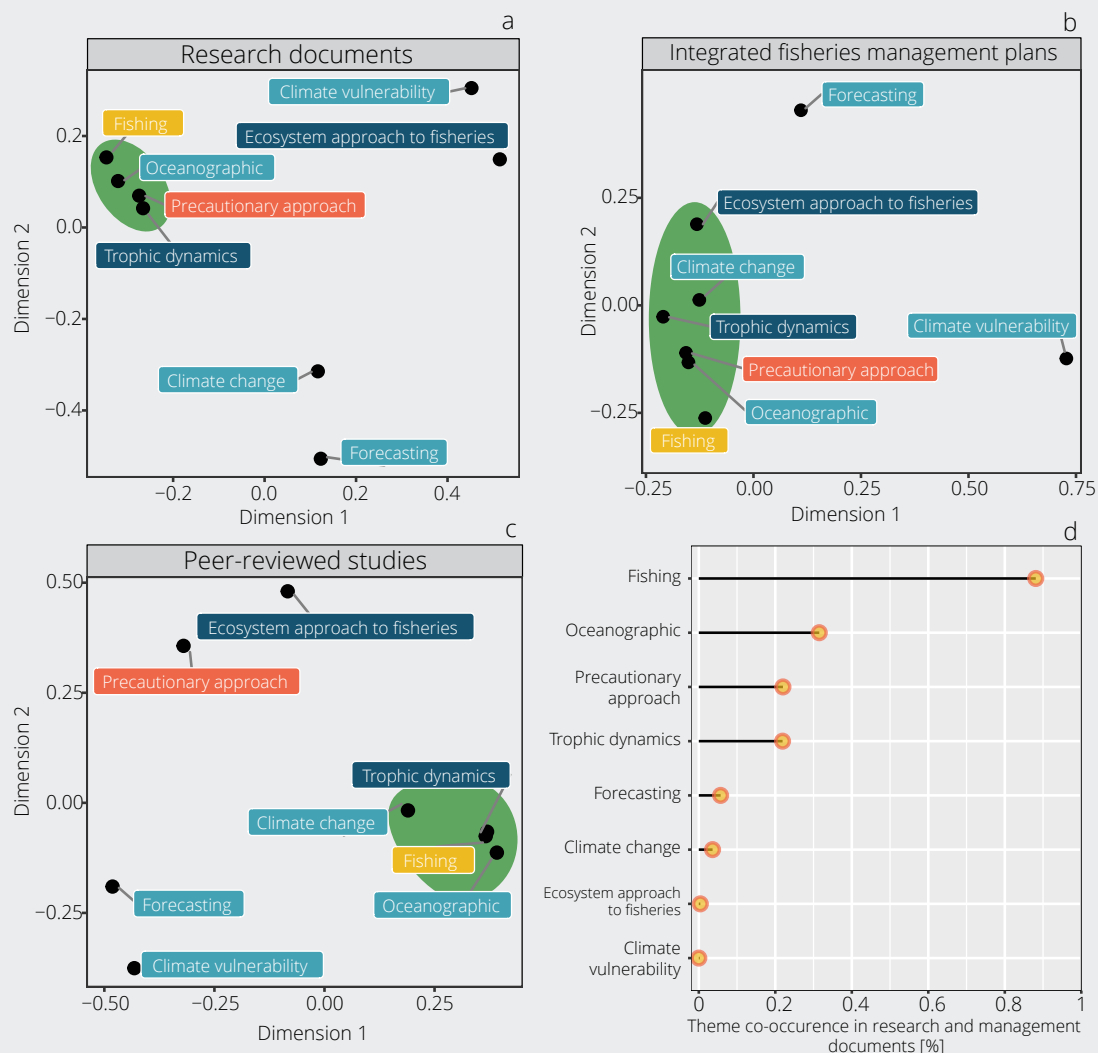 a
Research documents
Climate vulnerability
Fishing
Ecosystem approach to fisheries
Oceanographic
Precautionary approach
Trophic dynamics
Climate change
Forecasting
Dimension 2
0.2
0.0
−0.2
−0.4
−0.2
0.0
0.2
0.4
Dimension 1
b
Integrated fisheries management plans
Forecasting
Ecosystem approach to fisheries
Climate change
Trophic dynamics
Climate vulnerability
Precautionary approach
Oceanographic
Fishing
Dimension 2
0.25
0.00
−0.25
−0.25
0.00
0.25
0.50
0.75
Dimension 1
c
Peer-reviewed studies
Ecosystem approach to fisheries
Precautionary approach
Trophic dynamics
Climate change
Fishing
Oceanographic
Forecasting
Climate vulnerability
Dimension 2
0.50
0.25
0.00
−0.25
−0.50
−0.25
0.00
0.25
Dimension 1
d
Fishing
Oceanographic
Precautionary
approach
Trophic dynamics
Forecasting
Climate change
Ecosystem approach
to fisheries
Climate
vulnerability
0
0.2
0.4
0.6
0.8
1
Theme co-occurence in research and management
documents [%]